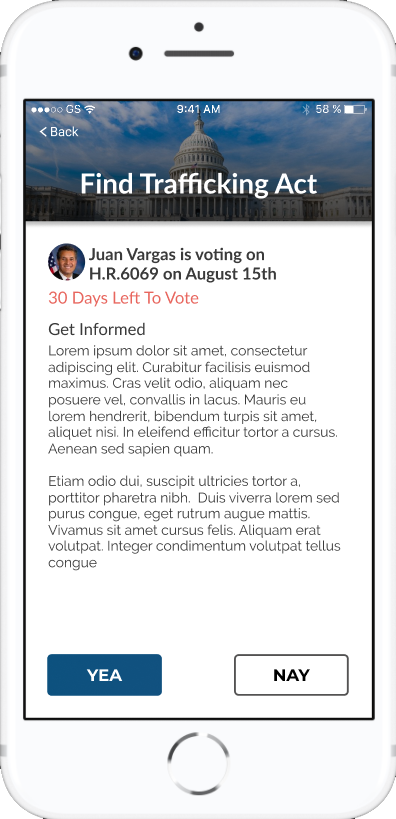 GS 9:41 AM 58 %
Back
Find Trafficking Act
Juan Vargas is voting on
H.R.6069 on August 15th
30 Days Left To Vote
Get Informed
Lorem ipsum dolor sit amet, consectetur
adipiscing elit. Curabitur facilisis euismod
maximus. Cras velit odio, aliquam nec
posuere vel, convallis in lacus. Mauris eu
lorem hendrerit, bibendum turpis sit amet,
aliquet nisi. In eleifend efficitur tortor a cursus.
Aenean sed sapien quam.
Etiam odio dui, suscipit ultricies tortor a,
porttitor pharetra nibh. Duis viverra lorem sed
purus congue, eget rutrum augue mattis.
Vivamus sit amet cursus felis. Aliquam erat
volutpat. Integer condimentum volutpat tellus
congue
YEA NAY